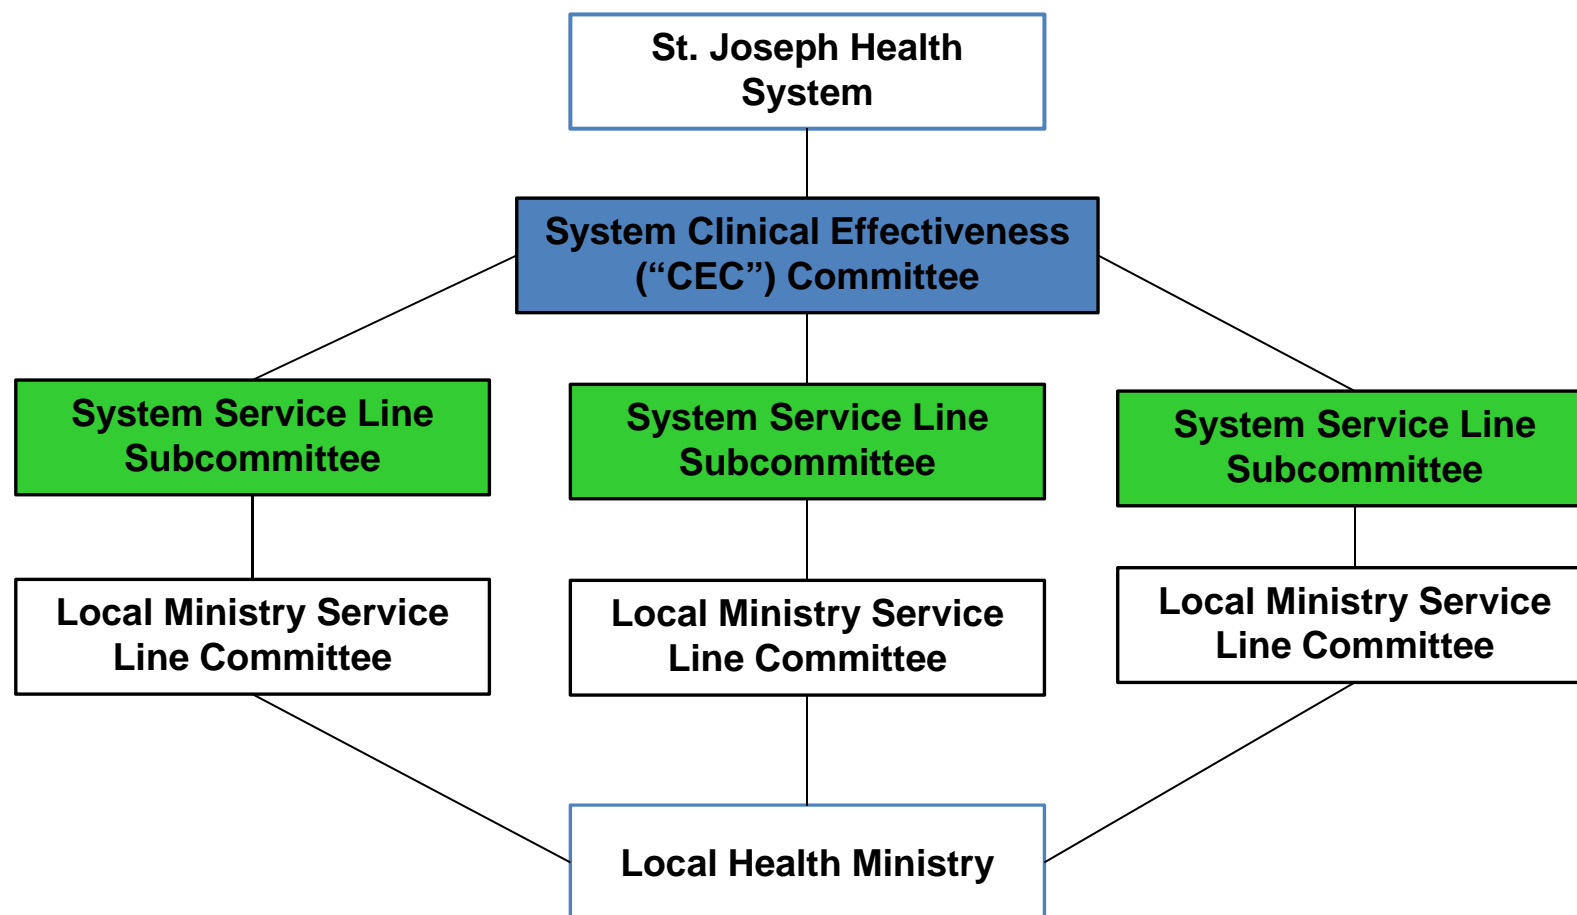 St. Joseph Health
System
System Clinical Effectiveness
(“CEC”) Committee
System Service Line
Subcommittee
System Service Line
Subcommittee
System Service Line
Subcommittee
Local Ministry Service
Line Committee
Local Ministry Service
Line Committee
Local Ministry Service
Line Committee
Local Health Ministry